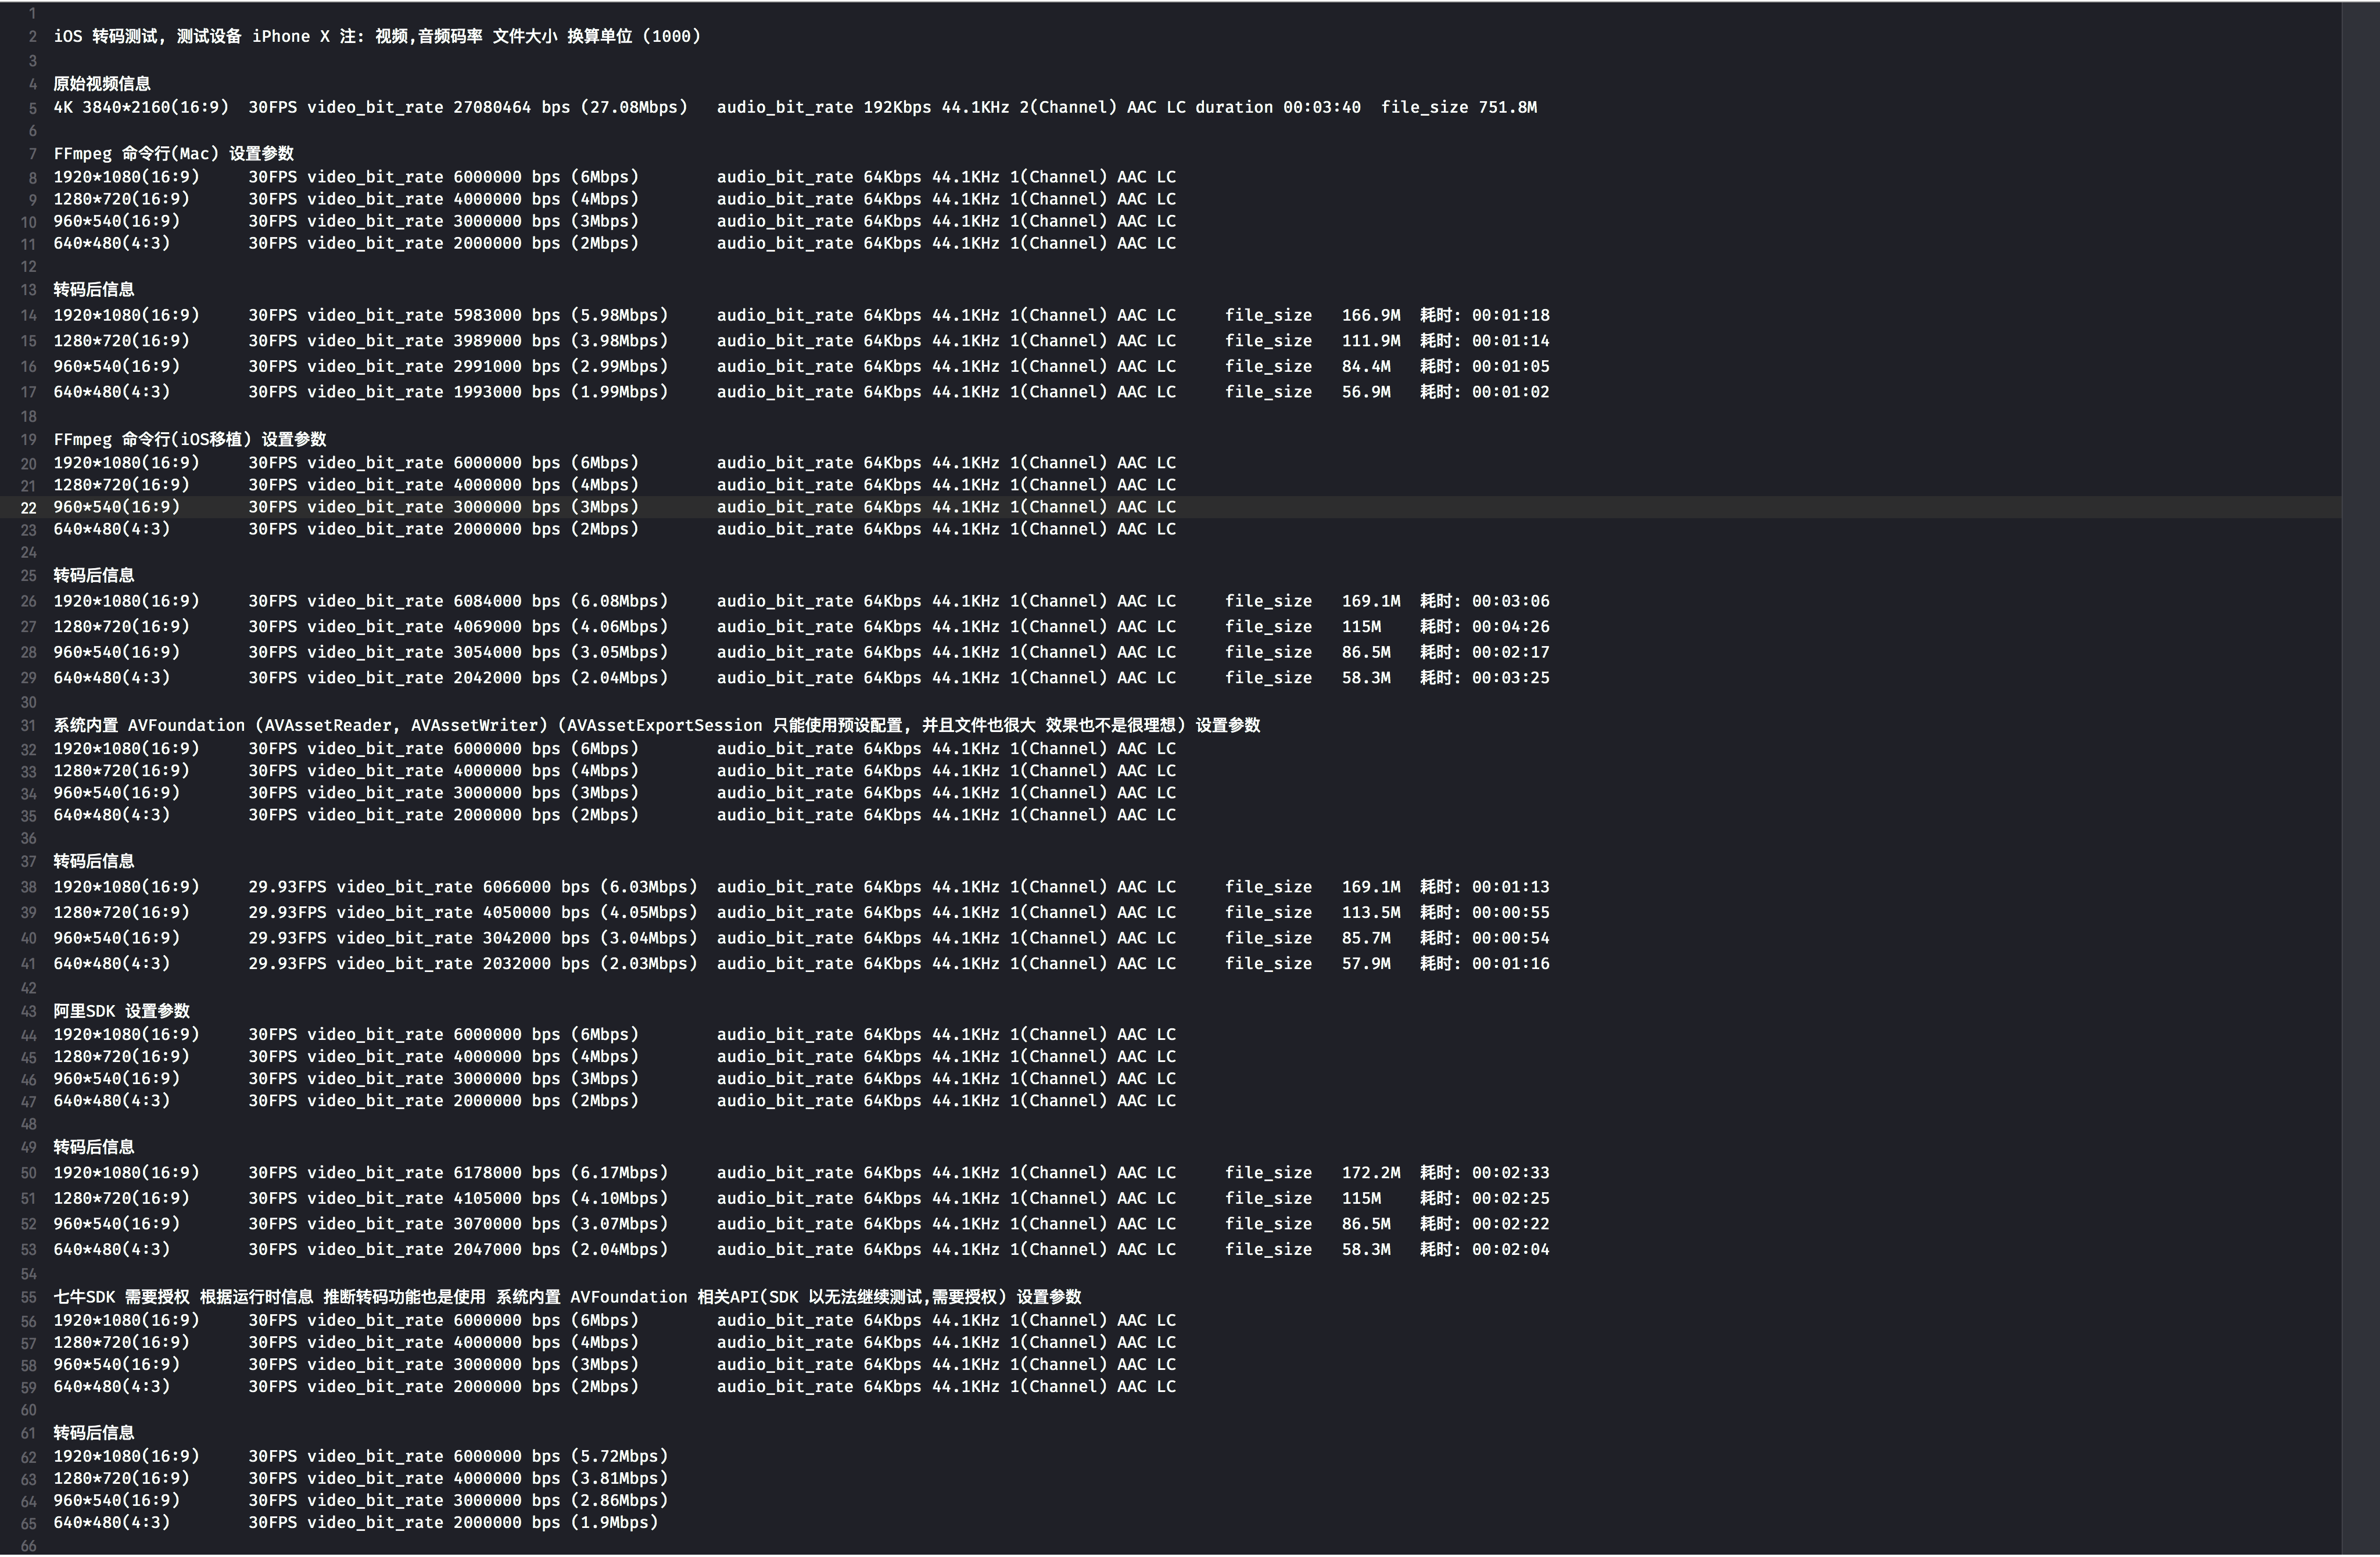 1
2 iOS 转码测试, 测试设备 iPhone X 注: 视频,音频码率 文件大小 换算单位 (1000)
3
4 原始视频信息
5 4K 3840*2160(16:9)  30FPS video_bit_rate 27080464 bps (27.08Mbps)   audio_bit_rate 192Kbps 44.1KHz 2(Channel) AAC LC duration 00:03:40  file_size 751.8M
6
7 FFmpeg 命令行(Mac) 设置参数
8 1920*1080(16:9)     30FPS video_bit_rate 6000000 bps (6Mbps)        audio_bit_rate 64Kbps 44.1KHz 1(Channel) AAC LC
9 1280*720(16:9)      30FPS video_bit_rate 4000000 bps (4Mbps)        audio_bit_rate 64Kbps 44.1KHz 1(Channel) AAC LC
10 960*540(16:9)       30FPS video_bit_rate 3000000 bps (3Mbps)        audio_bit_rate 64Kbps 44.1KHz 1(Channel) AAC LC
11 640*480(4:3)        30FPS video_bit_rate 2000000 bps (2Mbps)        audio_bit_rate 64Kbps 44.1KHz 1(Channel) AAC LC
12
13 转码后信息
14 1920*1080(16:9)     30FPS video_bit_rate 5983000 bps (5.98Mbps)     audio_bit_rate 64Kbps 44.1KHz 1(Channel) AAC LC     file_size   166.9M  耗时: 00:01:18
15 1280*720(16:9)      30FPS video_bit_rate 3989000 bps (3.98Mbps)     audio_bit_rate 64Kbps 44.1KHz 1(Channel) AAC LC     file_size   111.9M  耗时: 00:01:14
16 960*540(16:9)       30FPS video_bit_rate 2991000 bps (2.99Mbps)     audio_bit_rate 64Kbps 44.1KHz 1(Channel) AAC LC     file_size   84.4M   耗时: 00:01:05
17 640*480(4:3)        30FPS video_bit_rate 1993000 bps (1.99Mbps)     audio_bit_rate 64Kbps 44.1KHz 1(Channel) AAC LC     file_size   56.9M   耗时: 00:01:02
18
19 FFmpeg 命令行(iOS移植) 设置参数
20 1920*1080(16:9)     30FPS video_bit_rate 6000000 bps (6Mbps)        audio_bit_rate 64Kbps 44.1KHz 1(Channel) AAC LC
21 1280*720(16:9)      30FPS video_bit_rate 4000000 bps (4Mbps)        audio_bit_rate 64Kbps 44.1KHz 1(Channel) AAC LC
22 960*540(16:9)       30FPS video_bit_rate 3000000 bps (3Mbps)        audio_bit_rate 64Kbps 44.1KHz 1(Channel) AAC LC
23 640*480(4:3)        30FPS video_bit_rate 2000000 bps (2Mbps)        audio_bit_rate 64Kbps 44.1KHz 1(Channel) AAC LC
24
25 转码后信息
26 1920*1080(16:9)     30FPS video_bit_rate 6084000 bps (6.08Mbps)     audio_bit_rate 64Kbps 44.1KHz 1(Channel) AAC LC     file_size   169.1M  耗时: 00:03:06
27 1280*720(16:9)      30FPS video_bit_rate 4069000 bps (4.06Mbps)     audio_bit_rate 64Kbps 44.1KHz 1(Channel) AAC LC     file_size   115M    耗时: 00:04:26
28 960*540(16:9)       30FPS video_bit_rate 3054000 bps (3.05Mbps)     audio_bit_rate 64Kbps 44.1KHz 1(Channel) AAC LC     file_size   86.5M   耗时: 00:02:17
29 640*480(4:3)        30FPS video_bit_rate 2042000 bps (2.04Mbps)     audio_bit_rate 64Kbps 44.1KHz 1(Channel) AAC LC     file_size   58.3M   耗时: 00:03:25
30
31 系统内置 AVFoundation (AVAssetReader, AVAssetWriter) (AVAssetExportSession 只能使用预设配置, 并且文件也很大 效果也不是很理想) 设置参数
32 1920*1080(16:9)     30FPS video_bit_rate 6000000 bps (6Mbps)        audio_bit_rate 64Kbps 44.1KHz 1(Channel) AAC LC
33 1280*720(16:9)      30FPS video_bit_rate 4000000 bps (4Mbps)        audio_bit_rate 64Kbps 44.1KHz 1(Channel) AAC LC
34 960*540(16:9)       30FPS video_bit_rate 3000000 bps (3Mbps)        audio_bit_rate 64Kbps 44.1KHz 1(Channel) AAC LC
35 640*480(4:3)        30FPS video_bit_rate 2000000 bps (2Mbps)        audio_bit_rate 64Kbps 44.1KHz 1(Channel) AAC LC
36
37 转码后信息
38 1920*1080(16:9)     29.93FPS video_bit_rate 6066000 bps (6.03Mbps)  audio_bit_rate 64Kbps 44.1KHz 1(Channel) AAC LC     file_size   169.1M  耗时: 00:01:13
39 1280*720(16:9)      29.93FPS video_bit_rate 4050000 bps (4.05Mbps)  audio_bit_rate 64Kbps 44.1KHz 1(Channel) AAC LC     file_size   113.5M  耗时: 00:00:55
40 960*540(16:9)       29.93FPS video_bit_rate 3042000 bps (3.04Mbps)  audio_bit_rate 64Kbps 44.1KHz 1(Channel) AAC LC     file_size   85.7M   耗时: 00:00:54
41 640*480(4:3)        29.93FPS video_bit_rate 2032000 bps (2.03Mbps)  audio_bit_rate 64Kbps 44.1KHz 1(Channel) AAC LC     file_size   57.9M   耗时: 00:01:16
42
43 阿里SDK 设置参数
44 1920*1080(16:9)     30FPS video_bit_rate 6000000 bps (6Mbps)        audio_bit_rate 64Kbps 44.1KHz 1(Channel) AAC LC
45 1280*720(16:9)      30FPS video_bit_rate 4000000 bps (4Mbps)        audio_bit_rate 64Kbps 44.1KHz 1(Channel) AAC LC
46 960*540(16:9)       30FPS video_bit_rate 3000000 bps (3Mbps)        audio_bit_rate 64Kbps 44.1KHz 1(Channel) AAC LC
47 640*480(4:3)        30FPS video_bit_rate 2000000 bps (2Mbps)        audio_bit_rate 64Kbps 44.1KHz 1(Channel) AAC LC
48
49 转码后信息
50 1920*1080(16:9)     30FPS video_bit_rate 6178000 bps (6.17Mbps)     audio_bit_rate 64Kbps 44.1KHz 1(Channel) AAC LC     file_size   172.2M  耗时: 00:02:33
51 1280*720(16:9)      30FPS video_bit_rate 4105000 bps (4.10Mbps)     audio_bit_rate 64Kbps 44.1KHz 1(Channel) AAC LC     file_size   115M    耗时: 00:02:25
52 960*540(16:9)       30FPS video_bit_rate 3070000 bps (3.07Mbps)     audio_bit_rate 64Kbps 44.1KHz 1(Channel) AAC LC     file_size   86.5M   耗时: 00:02:22
53 640*480(4:3)        30FPS video_bit_rate 2047000 bps (2.04Mbps)     audio_bit_rate 64Kbps 44.1KHz 1(Channel) AAC LC     file_size   58.3M   耗时: 00:02:04
54
55 七牛SDK 需要授权 根据运行时信息 推断转码功能也是使用 系统内置 AVFoundation 相关API(SDK 以无法继续测试,需要授权) 设置参数
56 1920*1080(16:9)     30FPS video_bit_rate 6000000 bps (6Mbps)        audio_bit_rate 64Kbps 44.1KHz 1(Channel) AAC LC
57 1280*720(16:9)      30FPS video_bit_rate 4000000 bps (4Mbps)        audio_bit_rate 64Kbps 44.1KHz 1(Channel) AAC LC
58 960*540(16:9)       30FPS video_bit_rate 3000000 bps (3Mbps)        audio_bit_rate 64Kbps 44.1KHz 1(Channel) AAC LC
59 640*480(4:3)        30FPS video_bit_rate 2000000 bps (2Mbps)        audio_bit_rate 64Kbps 44.1KHz 1(Channel) AAC LC
60
61 转码后信息
62 1920*1080(16:9)     30FPS video_bit_rate 6000000 bps (5.72Mbps)
63 1280*720(16:9)      30FPS video_bit_rate 4000000 bps (3.81Mbps)
64 960*540(16:9)       30FPS video_bit_rate 3000000 bps (2.86Mbps)
65 640*480(4:3)        30FPS video_bit_rate 2000000 bps (1.9Mbps)
66